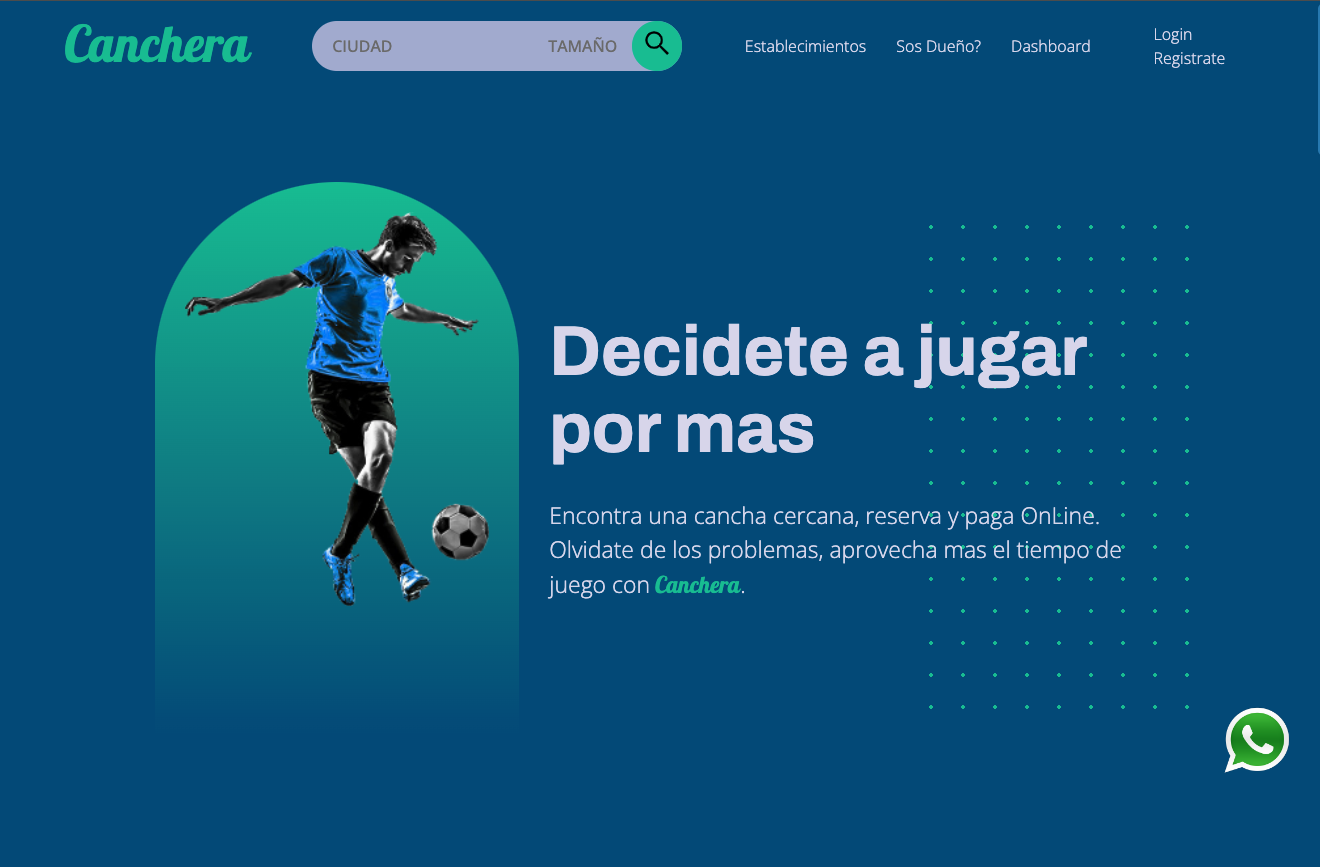 Canchera
CIUDAD
TAMAÑO
Establecimientos
Sos Dueño?
Dashboard
Login
Registrate
Decidete a jugar
por mas
Encontra una cancha cercana, reserva y paga OnLine.
Olvidate de los problemas, aprovecha mas el tiempo de
juego con Canchera.